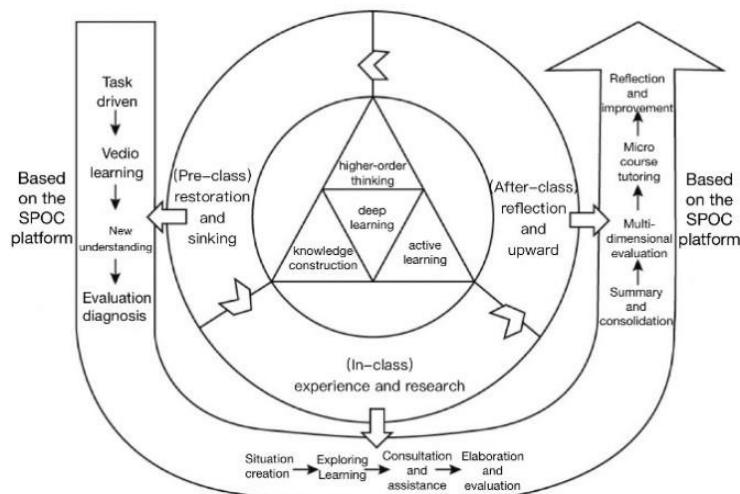 Based
on the
SPOC
platform
Task
driven
Vedio
learning
New
understanding
Evaluation
diagnosis
(Pre-class)
restoration
and
sinking
higher-order
thinking
deep
learning
knowledge
construction
active
learning
(After-class)
reflection
and
upward
(In-class)
experience and research
Situation
creation
Exploring
Learning
Consultation
and
assistance
Elaboration
and
evaluation
Reflection
and
improvement
Micro
course
tutoring
Multi-
dimensional
evaluation
Summary
and
consolidation
Based
on the
SPOC
platform